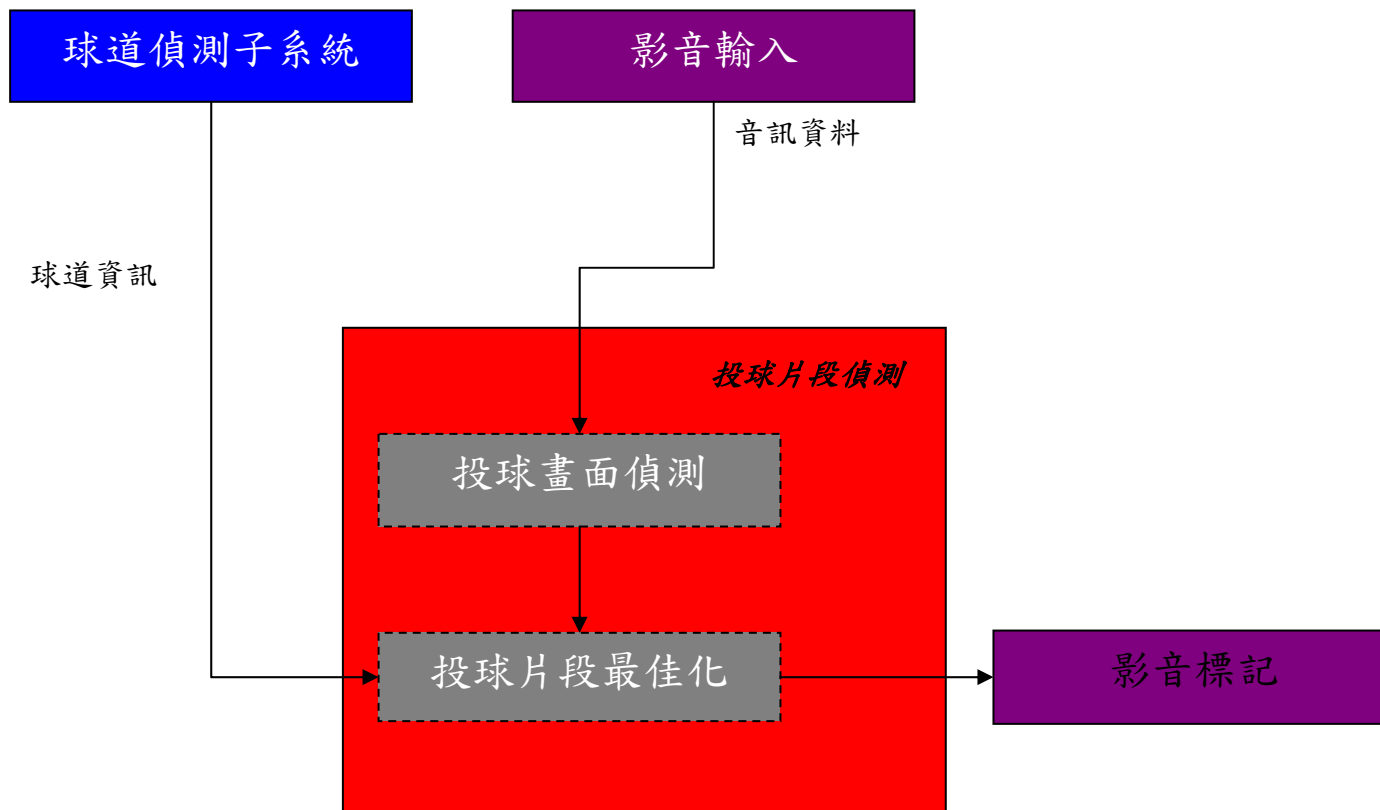 球道偵測子系統
影音輸入
音訊資料
球道資訊
投球片段偵測
投球畫面偵測
投球片段最佳化
影音標記